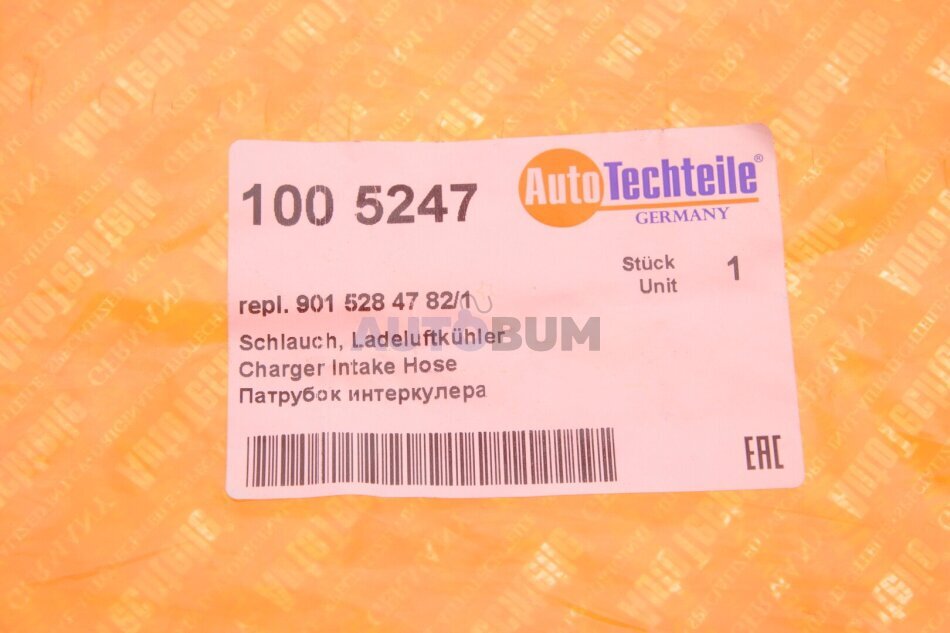 100 5247
AutoTechteile®
GERMANY
Stück 1
Unit
repl. 901 528 47 82/1
AUTOBUM
Schlauch, Ladeluftkühler
Charger Intake Hose
Патрубок интеркулера
EAC